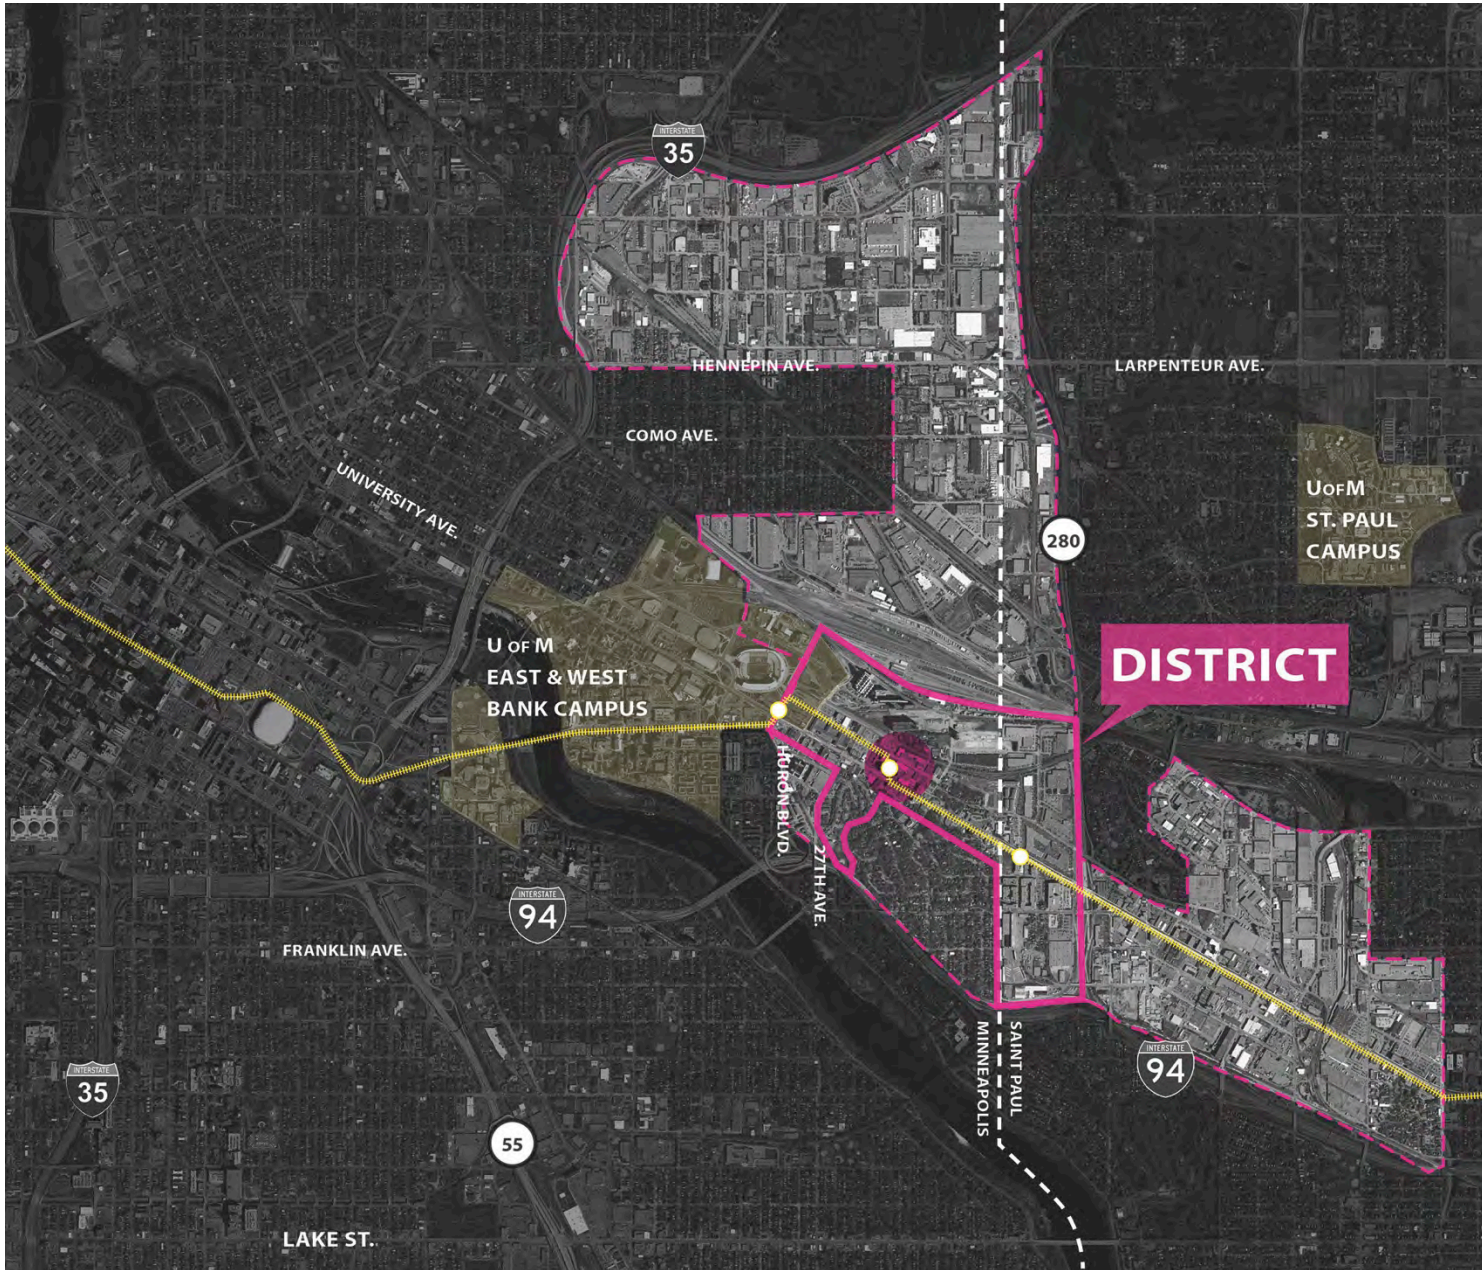 INTERSTATE
35
HENNEPIN AVE.
LARPENTEUR AVE.
COMO AVE.
UNIVERSITY AVE.
U OF M
ST. PAUL
CAMPUS
280
DISTRICT
U OF M
EAST & WEST
BANK CAMPUS
HURON BLVD.
27TH AVE.
INTERSTATE
94
FRANKLIN AVE.
SAINT PAUL
MINNEAPOLIS
INTERSTATE
94
INTERSTATE
35
55
LAKE ST.